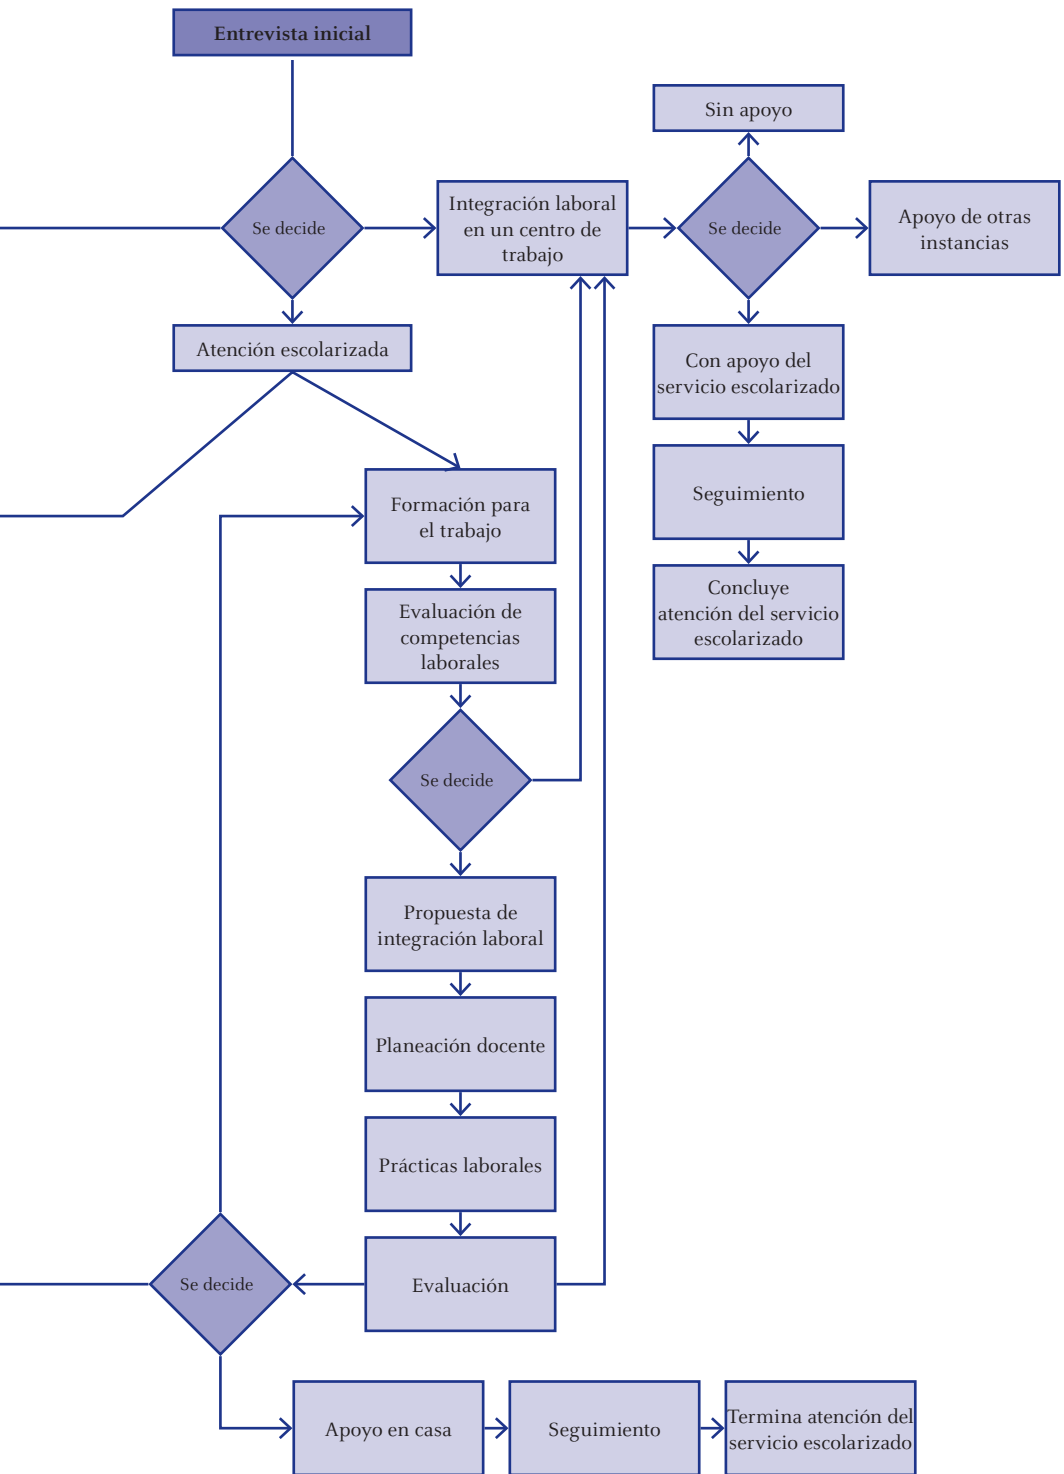 Entrevista inicial
Sin apoyo
Se decide
Integración laboral
en un centro de
trabajo
Se decide
Apoyo de otras
instancias
Atención escolarizada
Con apoyo del
servicio escolarizado
Seguimiento
Concluye
atención del servicio
escolarizado
Formación para
el trabajo
Evaluación de
competencias
laborales
Se decide
Propuesta de
integración laboral
Planeación docente
Prácticas laborales
Evaluación
Se decide
Apoyo en casa
Seguimiento
Termina atención del
servicio escolarizado